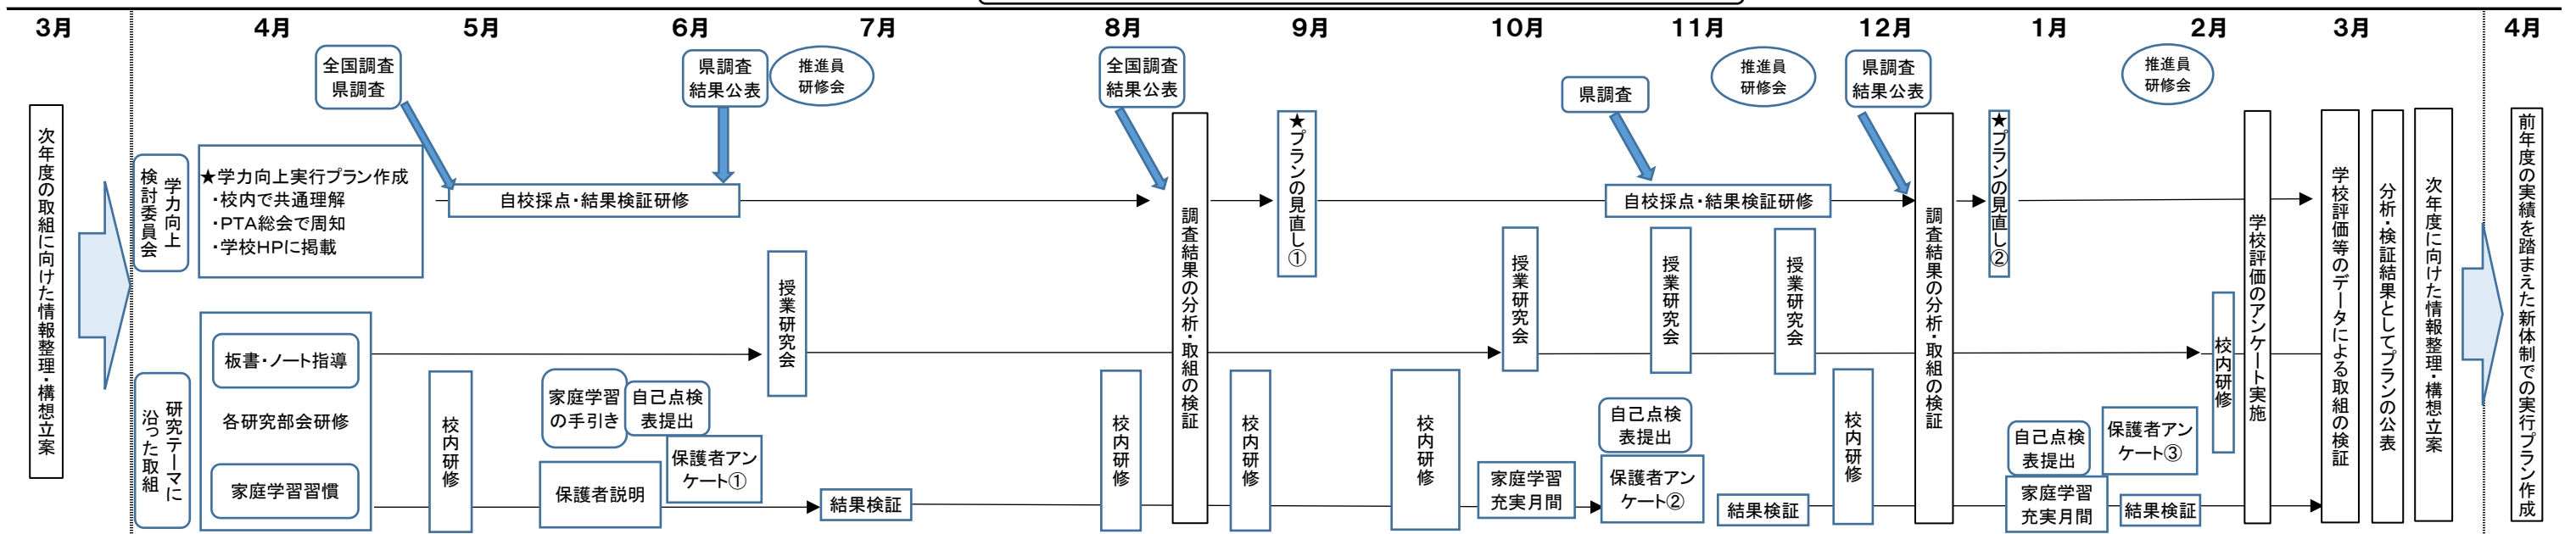 3月
4月
5月
6月
7月
8月
9月
10月
11月
12月
1月
2月
3月
4月
全国調査
県調査
県調査
結果公表
推進員
研修会
全国調査
結果公表
県調査
推進員
研修会
県調査
結果公表
推進員
研修会
次年度の取組に向けた情報整理・構想立案
学力向上
検討委員会
★学力向上実行プラン作成
・校内で共通理解
・PTA総会で周知
・学校HPに掲載
自校採点・結果検証研修
調査結果の分析・取組の検証
★プランの見直し①
自校採点・結果検証研修
調査結果の分析・取組の検証
★プランの見直し②
学校評価のアンケート実施
学校評価等のデータによる取組の検証
分析・検証結果としてプランの公表
次年度に向けた情報整理・構想立案
前年度の実績を踏まえた新体制での実行プラン作成
授業研究会
授業研究会
授業研究会
授業研究会
研究テーマに
沿った取組
板書・ノート指導
各研究部会研修
家庭学習習慣
校内研修
家庭学習
の手引き
自己点検
表提出
保護者説明
保護者アン
ケート①
結果検証
校内研修
校内研修
校内研修
家庭学習
充実月間
自己点検
表提出
保護者アン
ケート②
結果検証
校内研修
自己点検
表提出
家庭学習
充実月間
保護者アン
ケート③
結果検証
校内研修